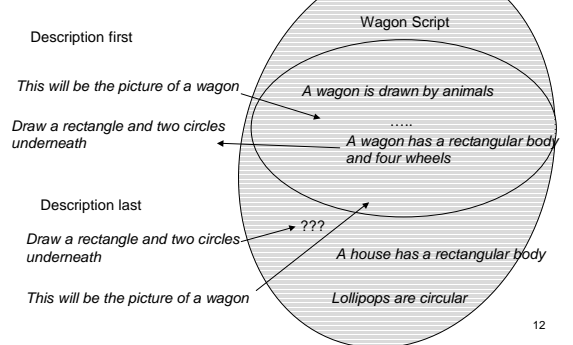 Wagon Script
Description first
This will be the picture of a wagon
A wagon is drawn by animals
…..
Draw a rectangle and two circles
underneath
A wagon has a rectangular body
and four wheels
Description last
???
Draw a rectangle and two circles
underneath
A house has a rectangular body
This will be the picture of a wagon
Lollipops are circular
12